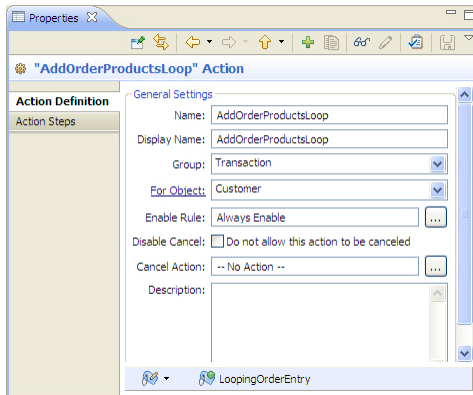 Properties
"AddOrderProductsLoop" Action
Action Definition
Action Steps
General Settings
Name: AddOrderProductsLoop
Display Name: AddOrderProductsLoop
Group: Transaction
For Object: Customer
Enable Rule: Always Enable ...
Disable Cancel: Do not allow this action to be canceled
Cancel Action: -- No Action -- ...
Description:
LoopingOrderEntry